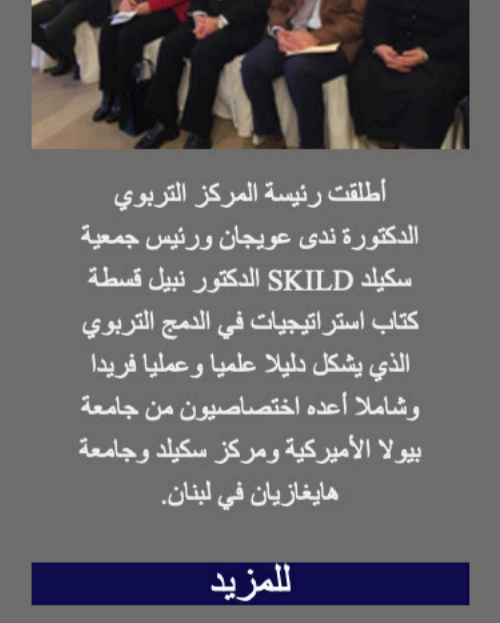 أطلقت رئيسة المركز التربوي
الدكتورة ندى عويجان ورئيس جمعية
سكيلد SKILD الدكتور نبيل قسطة
كتاب استراتيجيات في الدمج التربوي
الذي يشكل دليلا علميا وعمليا فريدا
وشاملا أعده اختصاصيون من جامعة
بيولا الأميركية ومركز سكيلد وجامعة
هايغازيان في لبنان.
للمزيد